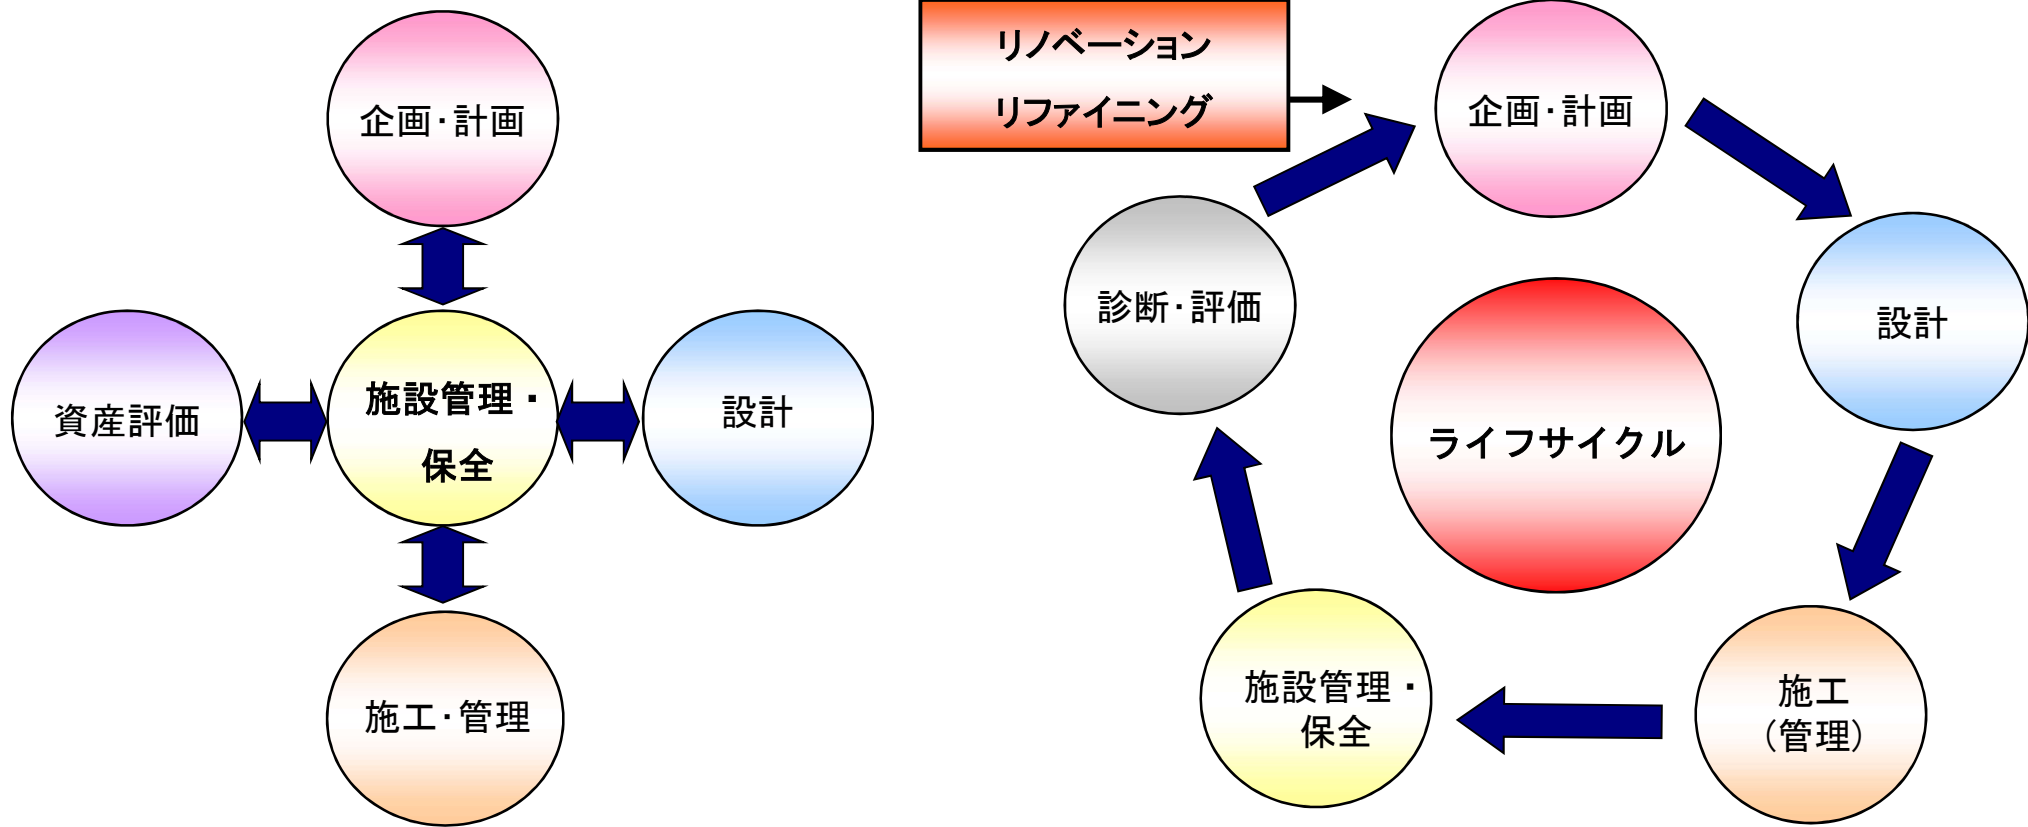 企画・計画
資産評価
施設管理・
保全
設計
施工・管理
リノベーション
リファイニング
企画・計画
診断・評価
設計
ライフサイクル
施設管理・
保全
施工
(管理)